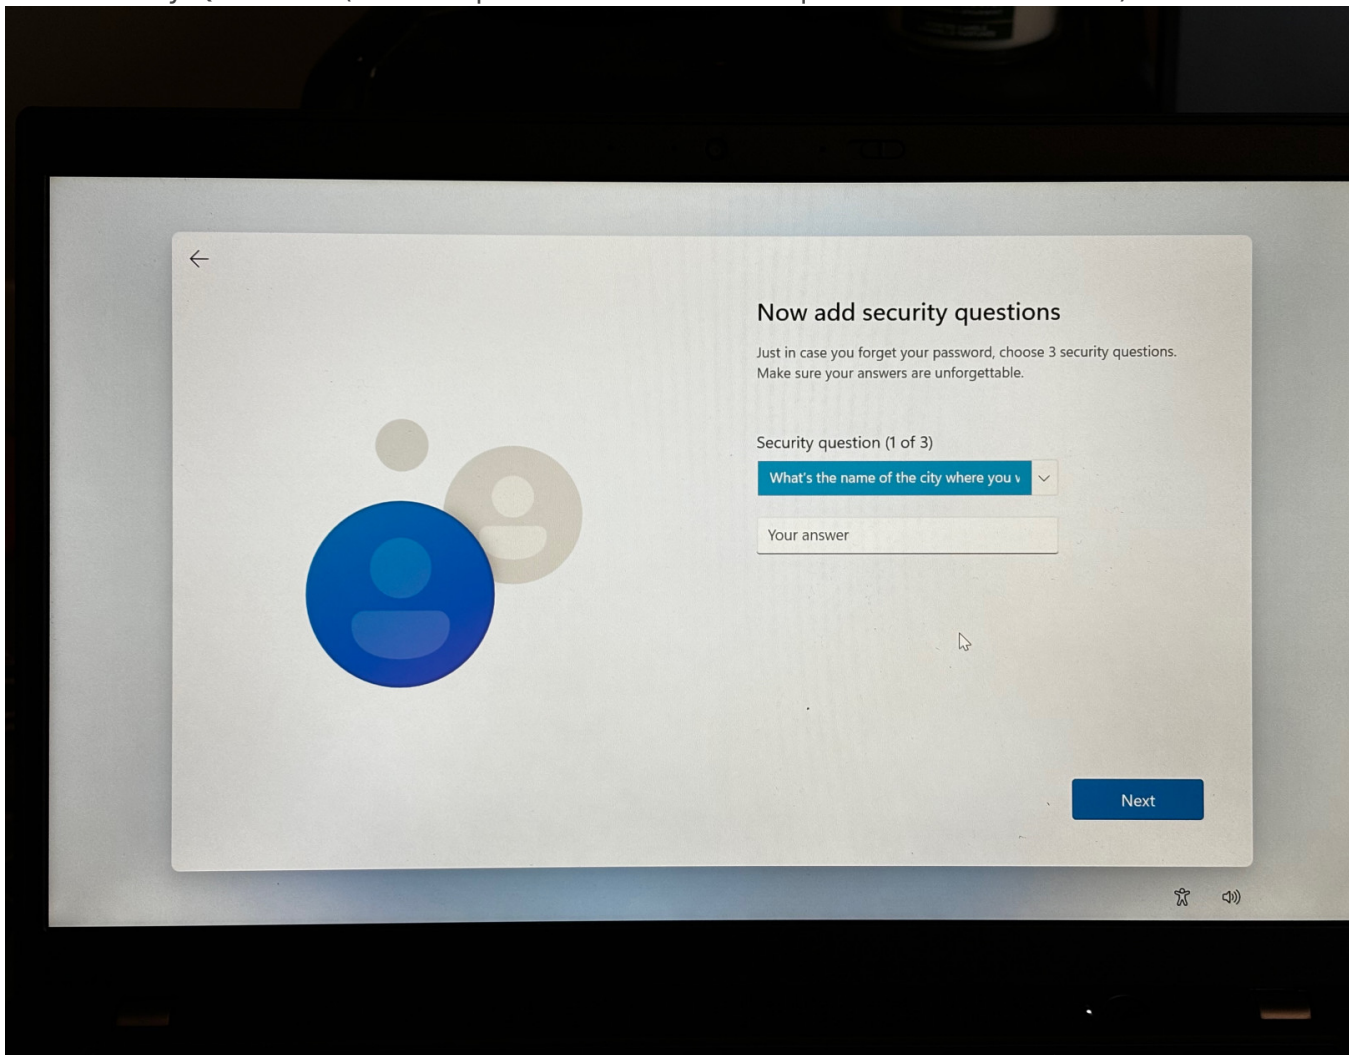 Now add security questions
Just in case you forget your password, choose 3 security questions.
Make sure your answers are unforgettable.
Security question (1 of 3)
What's the name of the city where you
Your answer
Next